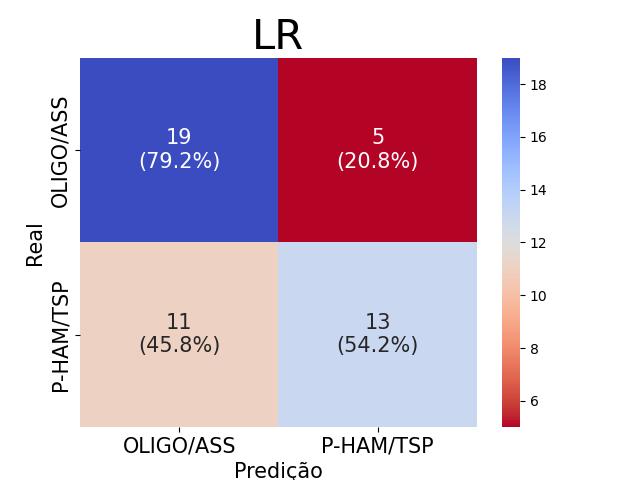 LR
OLIGO/ASS
P-HAM/TSP
Real
19
(79.2%)
5
(20.8%)
11
(45.8%)
13
(54.2%)
OLIGO/ASS
P-HAM/TSP
Predição
18
16
14
12
10
8
6